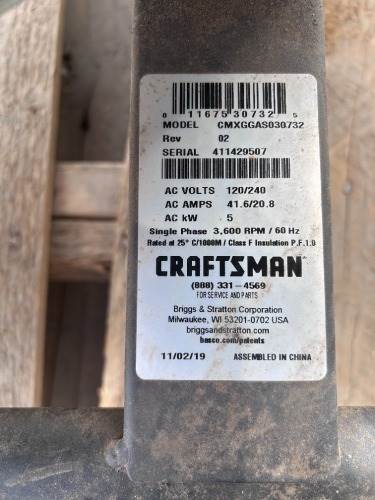 0 11675 30732 5
MODEL CMXGGAS030732
Rev 02
SERIAL 411429507
AC VOLTS 120/240
AC AMPS 41.6/20.8
AC kW 5
Single Phase 3,600 RPM / 60 Hz
Rated at 25° C/1000M / Class F Insulation P.F.1.0
CRAFTSMAN
(888) 331-4569
FOR SERVICE AND PARTS
Briggs & Stratton Corporation
Milwaukee, WI 53201-0702 USA
briggsandstratton.com
basco.com/patents
11/02/19 ASSEMBLED IN CHINA